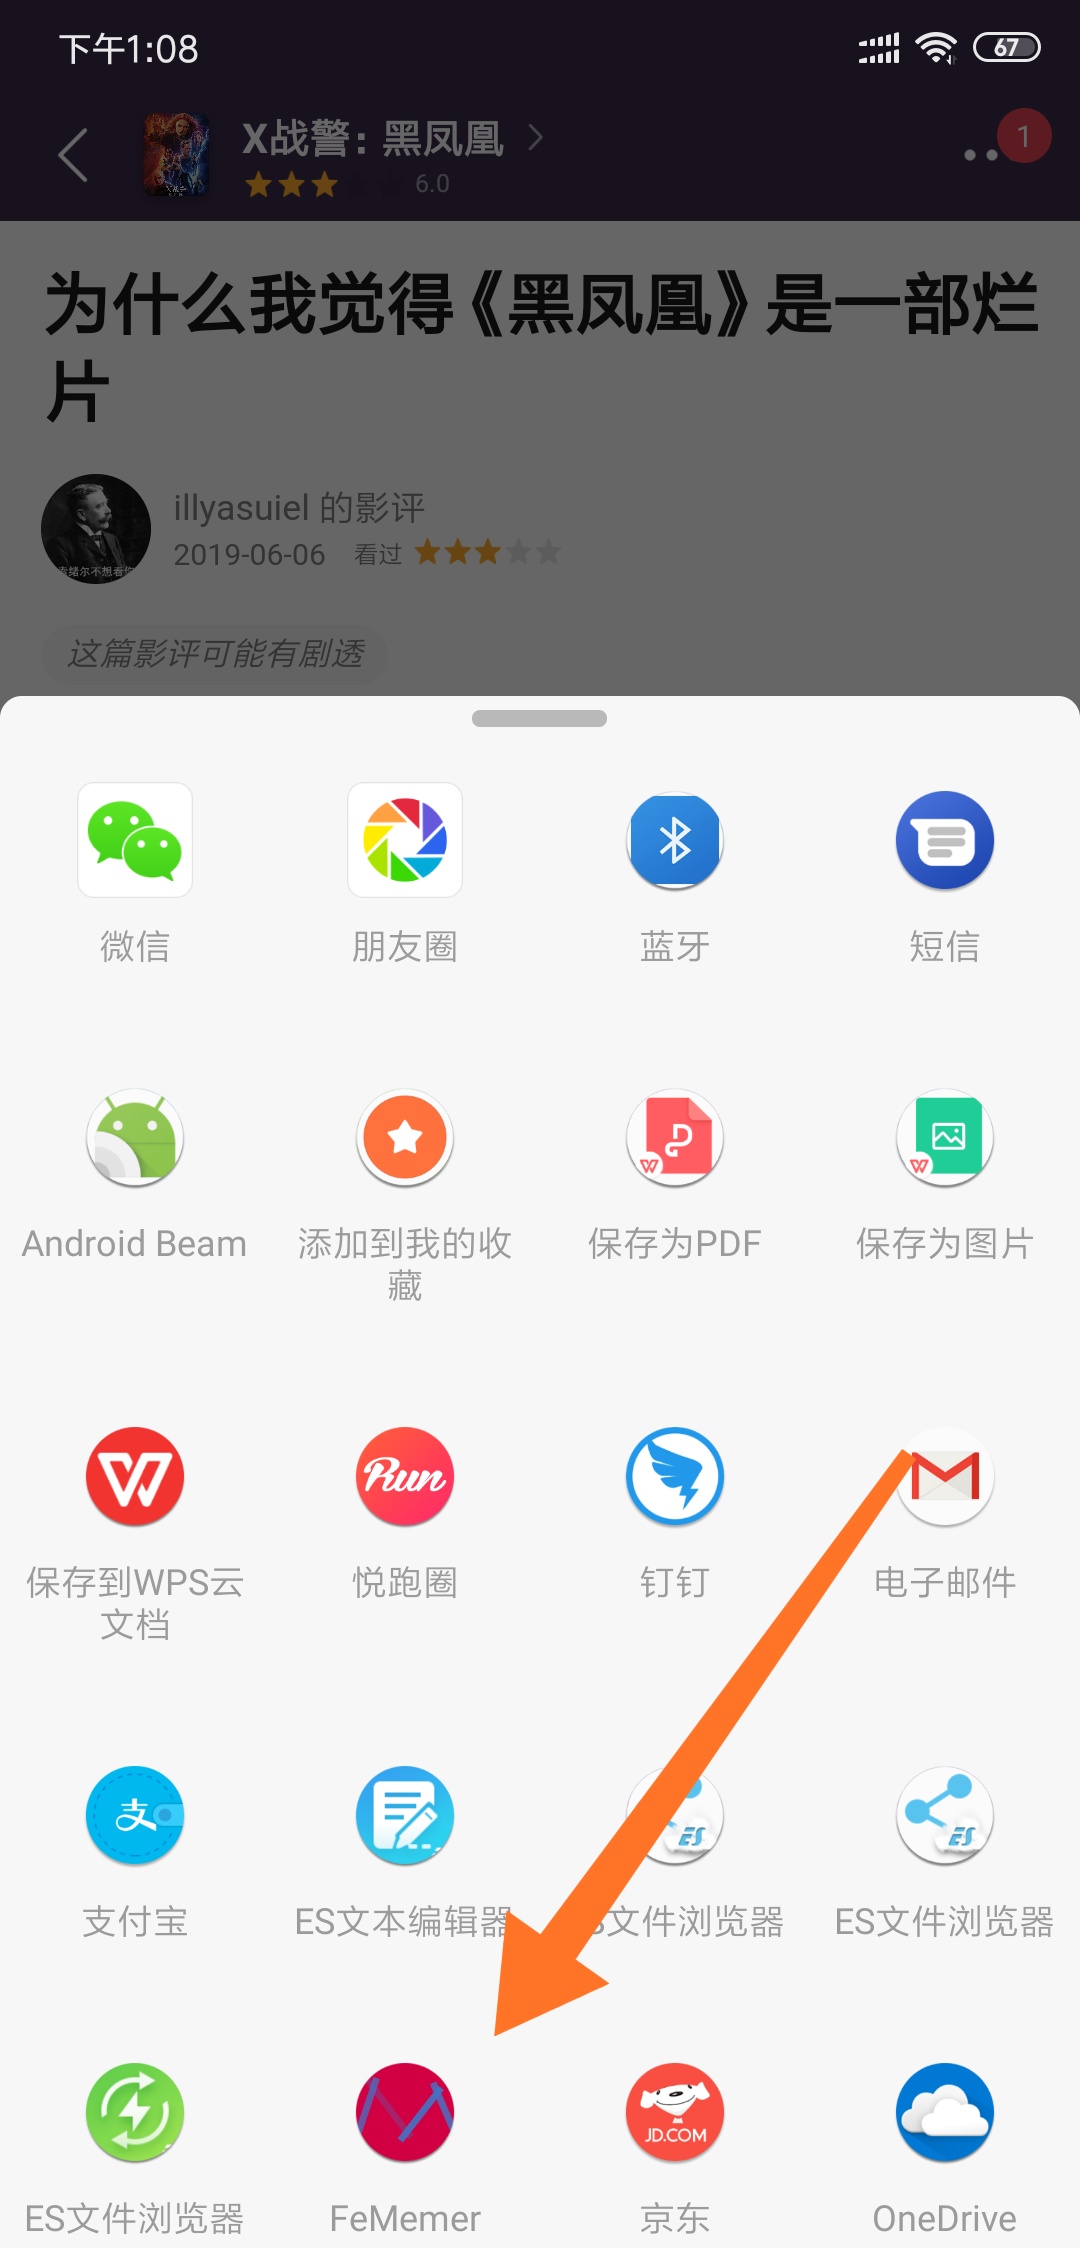 下午1:08
67
X战警：黑凤凰
6.0
1
为什么我觉得《黑凤凰》是一部烂
片
illyasuiel 的影评
2019-06-06 看过
这篇影评可能有剧透
微信
朋友圈
蓝牙
短信
Android Beam
添加到我的收
藏
保存为PDF
保存为图片
Run
保存到WPS云
文档
悦跑圈
钉钉
电子邮件
支
ES
ES
支付宝
ES文本编辑器
文件浏览器
ES文件浏览器
JD.COM
ES文件浏览器
FeMemer
京东
OneDrive